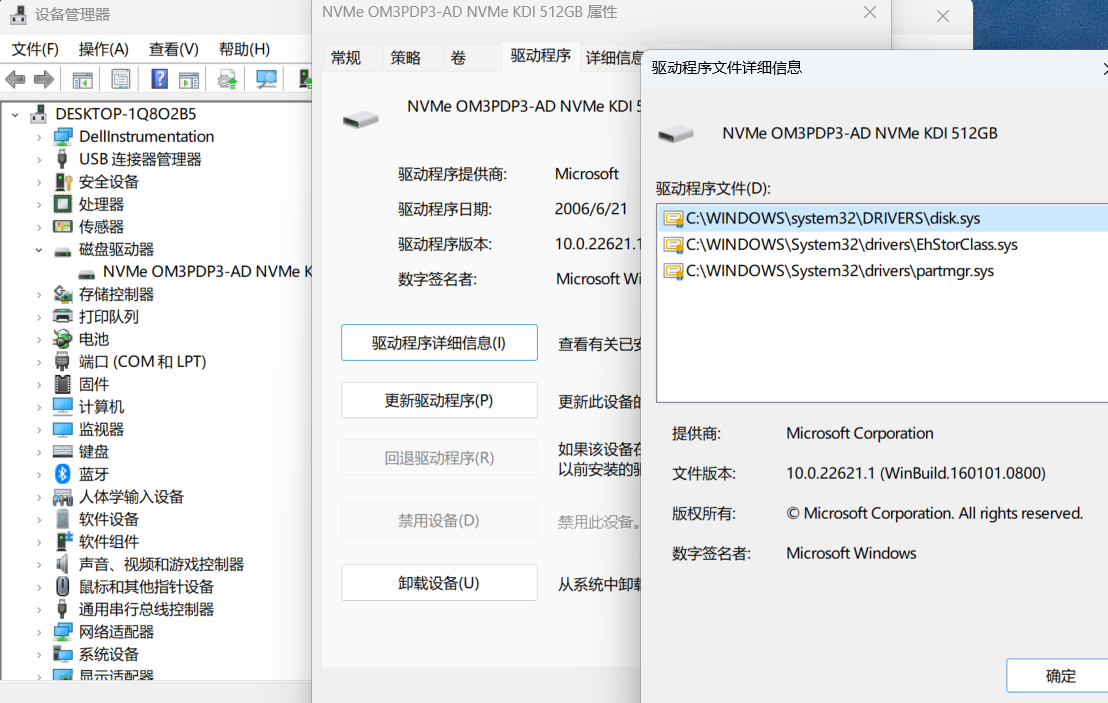 设备管理器
文件(F) 操作(A) 查看(V) 帮助(H)
DESKTOP-1Q8O2B5
DellInstrumentation
USB 连接器管理器
安全设备
处理器
传感器
磁盘驱动器
NVMe OM3PDP3-AD NVMe K
存储控制器
打印队列
电池
端口 (COM 和 LPT)
固件
计算机
监视器
键盘
蓝牙
人体学输入设备
软件设备
软件组件
声音、视频和游戏控制器
鼠标和其他指针设备
通用串行总线控制器
网络适配器
系统设备
显示适配器
NVMe OM3PDP3-AD NVMe KDI 512GB 属性
常规 策略 卷 驱动程序 详细信息
NVMe OM3PDP3-AD NVMe KDI 5
驱动程序提供商: Microsoft
驱动程序日期: 2006/6/21
驱动程序版本: 10.0.22621.1
数字签名者: Microsoft Wi
驱动程序详细信息(I) 查看有关已安
更新驱动程序(P) 更新此设备的
回退驱动程序(R) 如果该设备在
以前安装的驱
禁用设备(D) 禁用此设备。
卸载设备(U) 从系统中卸载
驱动程序文件详细信息
NVMe OM3PDP3-AD NVMe KDI 512GB
驱动程序文件(D):
C:\WINDOWS\system32\DRIVERS\disk.sys
C:\WINDOWS\System32\drivers\EhStorClass.sys
C:\WINDOWS\System32\drivers\partmgr.sys
提供商: Microsoft Corporation
文件版本: 10.0.22621.1 (WinBuild.160101.0800)
版权所有: © Microsoft Corporation. All rights reserved.
数字签名者: Microsoft Windows
确定